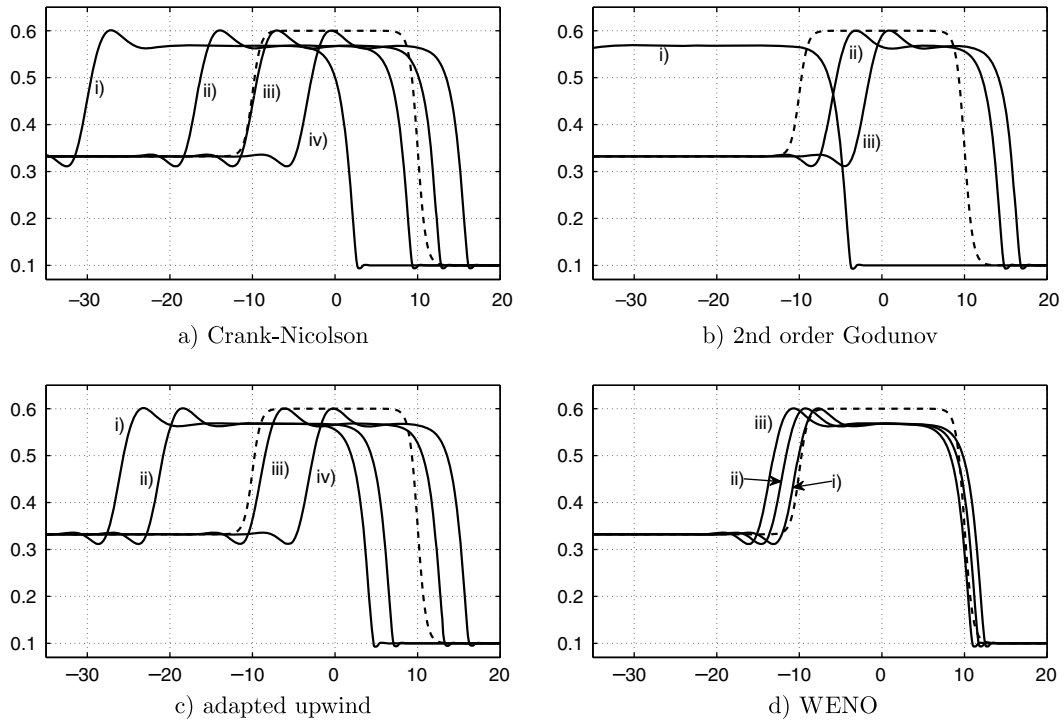 0.6
0.5
0.4
0.3
0.2
0.1
i)
ii)
iii)
iv)
−30 −20 −10 0 10 20
a) Crank-Nicolson
0.6
0.5
0.4
0.3
0.2
0.1
i)
ii)
iii)
−30 −20 −10 0 10 20
b) 2nd order Godunov
0.6
0.5
0.4
0.3
0.2
0.1
i)
ii)
iii)
iv)
−30 −20 −10 0 10 20
c) adapted upwind
0.6
0.5
0.4
0.3
0.2
0.1
iii)
ii)
i)
−30 −20 −10 0 10 20
d) WENO